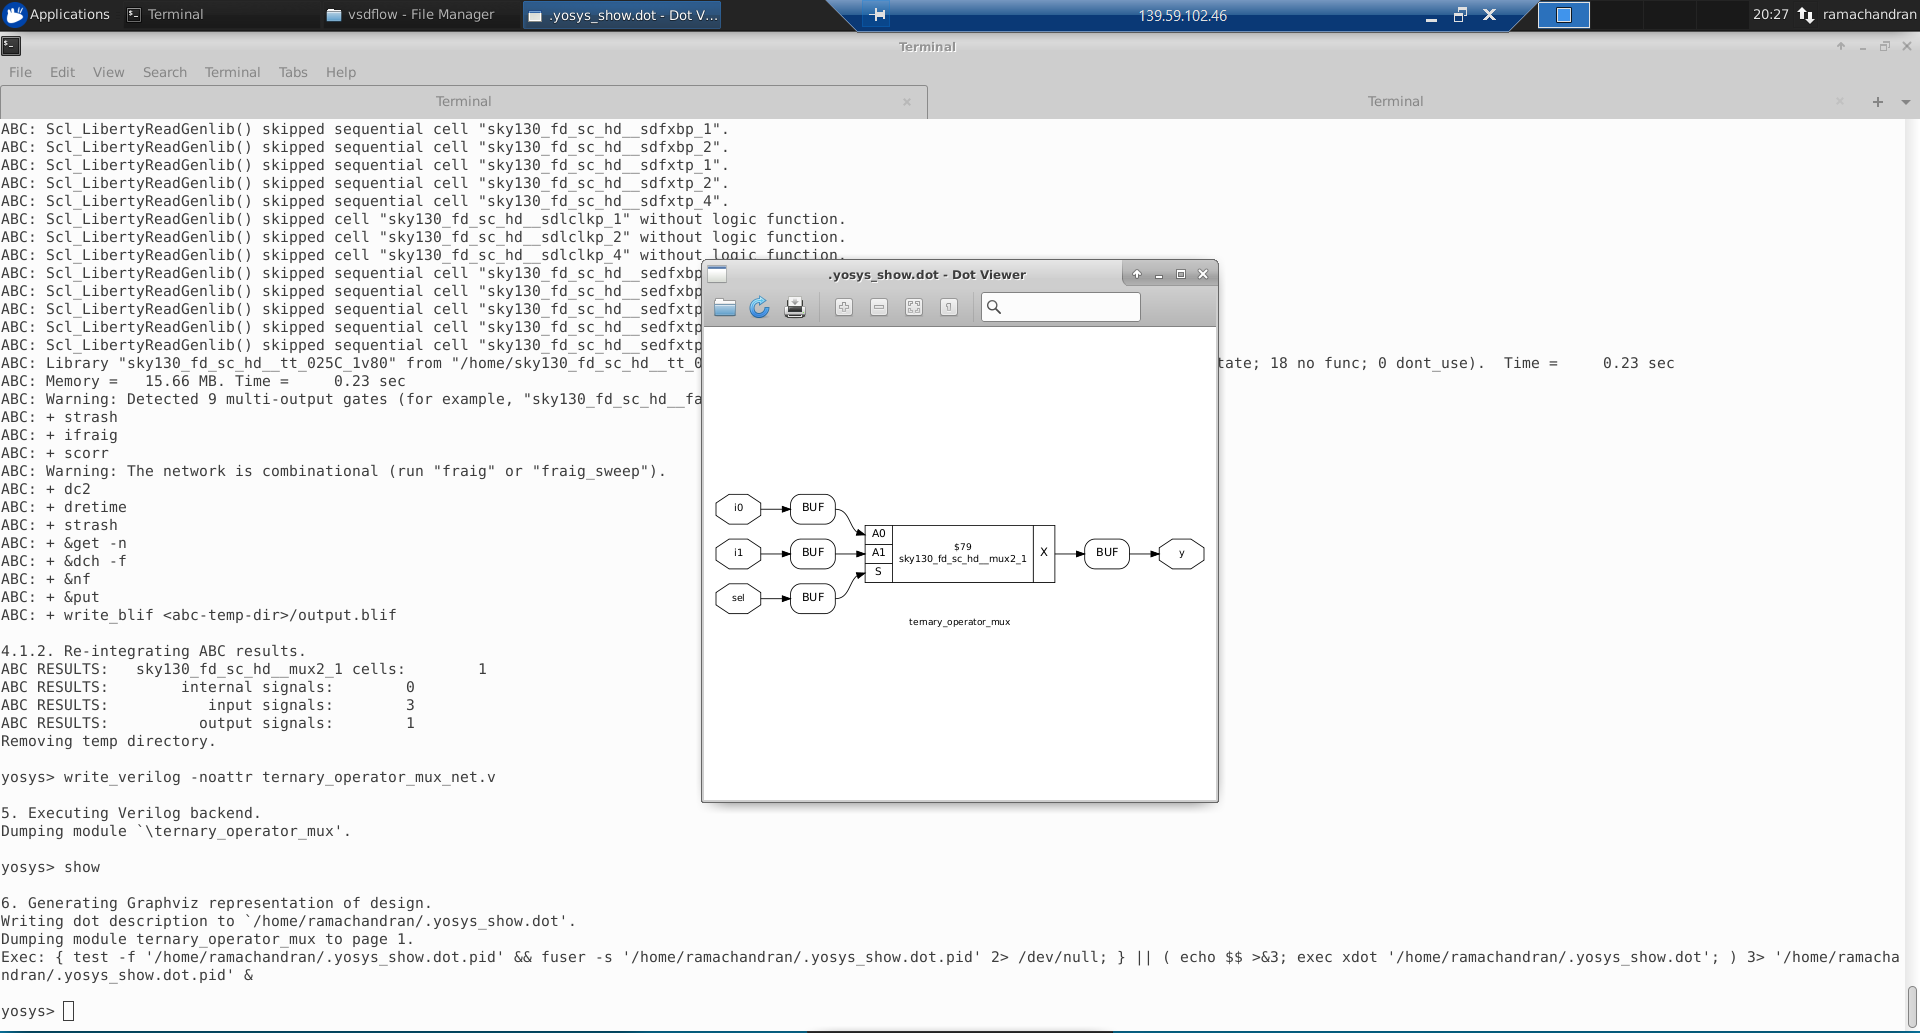 Applications
Terminal
vsdflow - File Manager
.yosys_show.dot - Dot V...
139.59.102.46
20:27
ramachandran
Terminal
File Edit View Search Terminal Tabs Help
Terminal
Terminal
ABC: Scl_LibertyReadGenlib() skipped sequential cell "sky130_fd_sc_hd__sdfxbp_1".
ABC: Scl_LibertyReadGenlib() skipped sequential cell "sky130_fd_sc_hd__sdfxbp_2".
ABC: Scl_LibertyReadGenlib() skipped sequential cell "sky130_fd_sc_hd__sdfxtp_1".
ABC: Scl_LibertyReadGenlib() skipped sequential cell "sky130_fd_sc_hd__sdfxtp_2".
ABC: Scl_LibertyReadGenlib() skipped sequential cell "sky130_fd_sc_hd__sdfxtp_4".
ABC: Scl_LibertyReadGenlib() skipped cell "sky130_fd_sc_hd__sdlclkp_1" without logic function.
ABC: Scl_LibertyReadGenlib() skipped cell "sky130_fd_sc_hd__sdlclkp_2" without logic function.
ABC: Scl_LibertyReadGenlib() skipped cell "sky130_fd_sc_hd__sdlclkp_4" without logic function.
ABC: Scl_LibertyReadGenlib() skipped sequential cell "sky130_fd_sc_hd__sedfxbp
ABC: Scl_LibertyReadGenlib() skipped sequential cell "sky130_fd_sc_hd__sedfxbp
ABC: Scl_LibertyReadGenlib() skipped sequential cell "sky130_fd_sc_hd__sedfxtp
ABC: Scl_LibertyReadGenlib() skipped sequential cell "sky130_fd_sc_hd__sedfxtp
ABC: Scl_LibertyReadGenlib() skipped sequential cell "sky130_fd_sc_hd__sedfxtp
ABC: Library "sky130_fd_sc_hd__tt_025C_1v80" from "/home/sky130_fd_sc_hd__tt_0 tate; 18 no func; 0 dont_use).  Time =     0.23 sec
ABC: Memory =   15.66 MB. Time =     0.23 sec
ABC: Warning: Detected 9 multi-output gates (for example, "sky130_fd_sc_hd__fa
ABC: + strash
ABC: + ifraig
ABC: + scorr
ABC: Warning: The network is combinational (run "fraig" or "fraig_sweep").
ABC: + dc2
ABC: + dretime
ABC: + strash
ABC: + &get -n
ABC: + &dch -f
ABC: + &nf
ABC: + &put
ABC: + write_blif <abc-temp-dir>/output.blif
4.1.2. Re-integrating ABC results.
ABC RESULTS:   sky130_fd_sc_hd__mux2_1 cells:        1
ABC RESULTS:        internal signals:        0
ABC RESULTS:           input signals:        3
ABC RESULTS:          output signals:        1
Removing temp directory.
yosys> write_verilog -noattr ternary_operator_mux_net.v
5. Executing Verilog backend.
Dumping module `\ternary_operator_mux'.
yosys> show
6. Generating Graphviz representation of design.
Writing dot description to `/home/ramachandran/.yosys_show.dot'.
Dumping module ternary_operator_mux to page 1.
Exec: { test -f '/home/ramachandran/.yosys_show.dot.pid' && fuser -s '/home/ramachandran/.yosys_show.dot.pid' 2> /dev/null; } || ( echo $$ >&3; exec xdot '/home/ramachandran/.yosys_show.dot'; ) 3> '/home/ramacha
ndran/.yosys_show.dot.pid' &
yosys>
.yosys_show.dot - Dot Viewer
i0
BUF
i1
BUF
sel
BUF
A0
A1
S
$79
sky130_fd_sc_hd__mux2_1
X
BUF
y
ternary_operator_mux